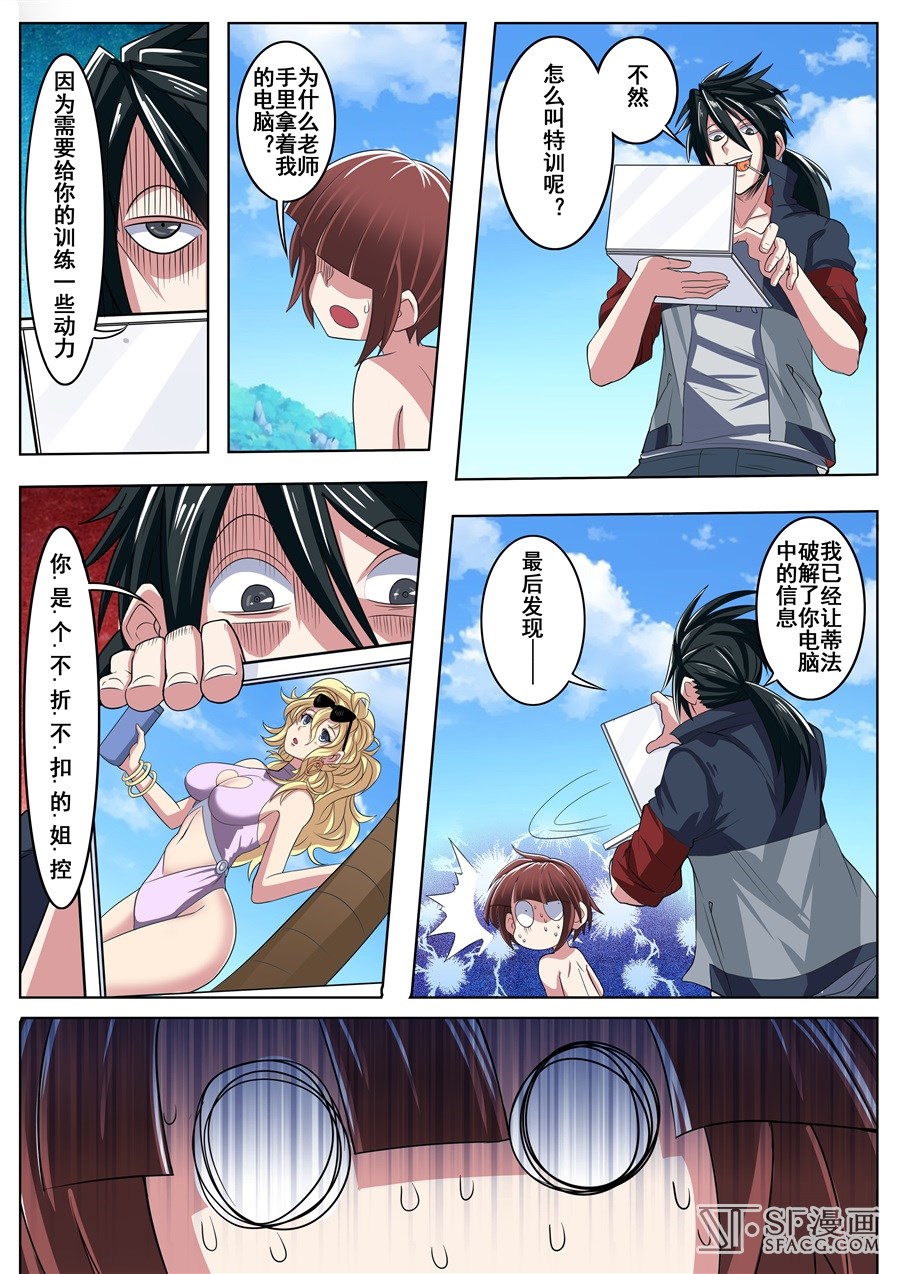 不然
怎么叫特训呢？
为什么老师
手里拿着我
的电脑？
因为需要给你的训练一些动力
我已经让蒂法
破解了你电脑
中的信息
最后发现——
你是个不折不扣的姐控
SF漫画
SFACG.COM